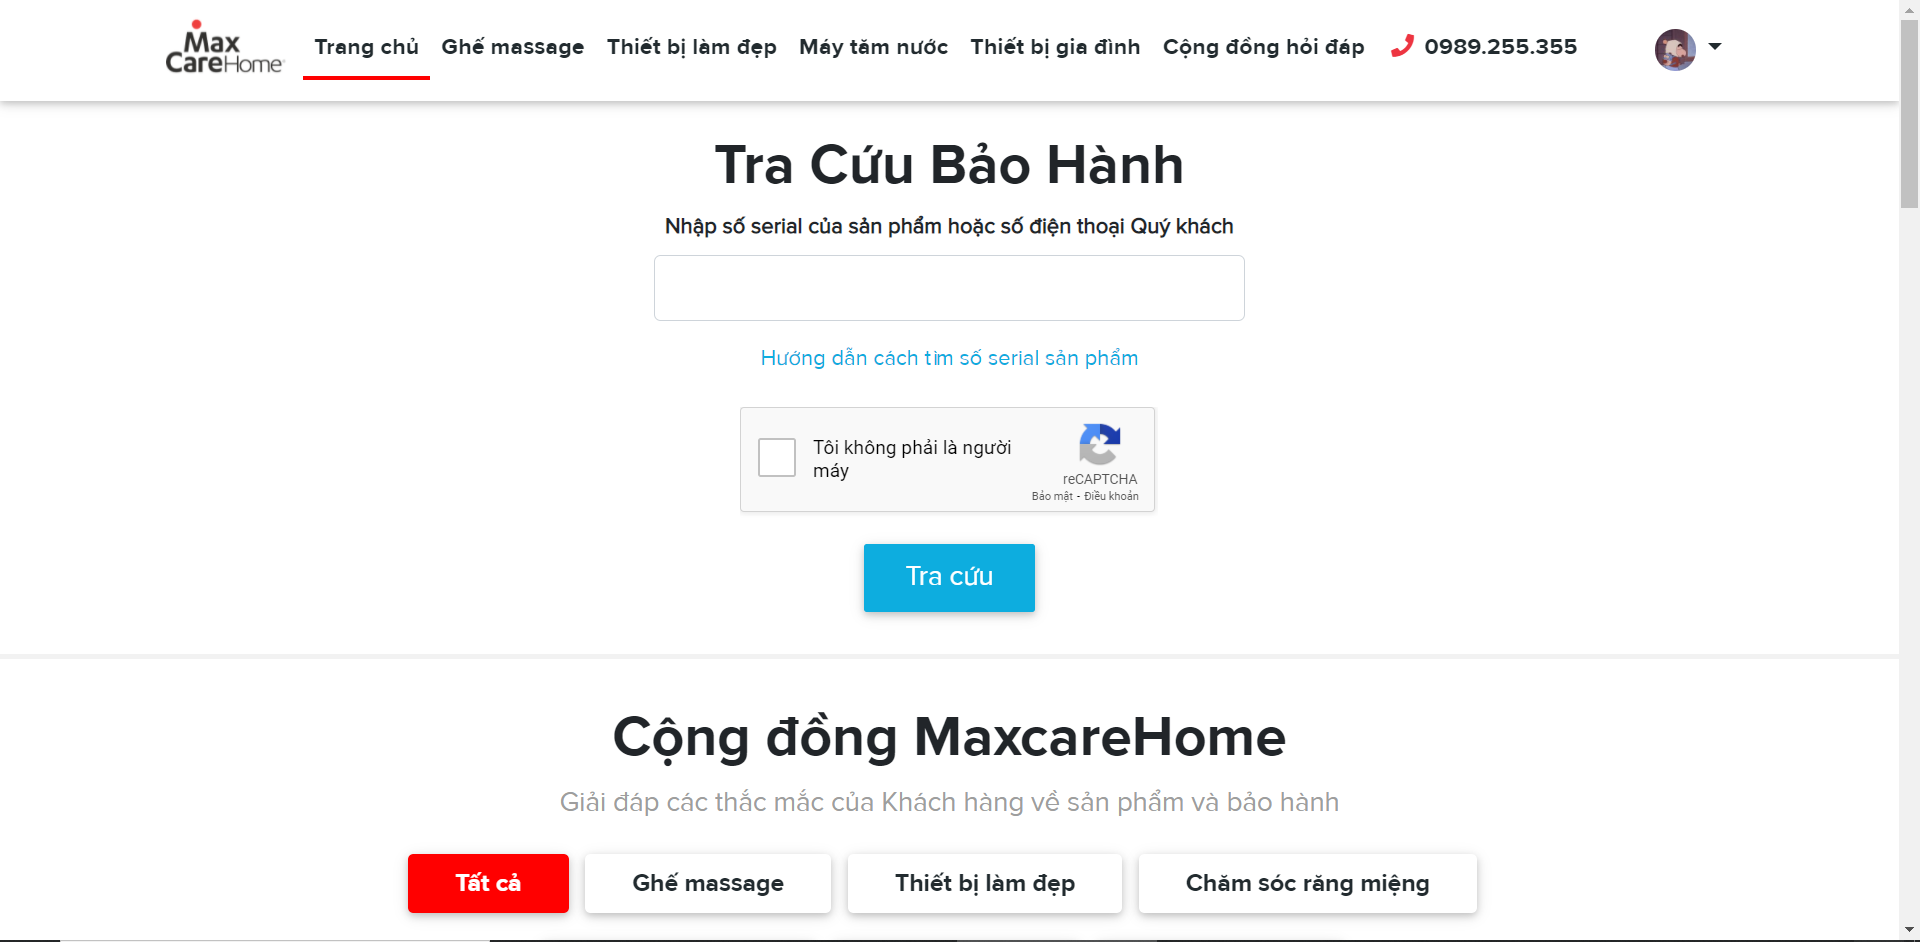 Max
CareHome
Trang chủ Ghế massage Thiết bị làm đẹp Máy tăm nước Thiết bị gia đình Cộng đồng hỏi đáp 0989.255.355
Tra Cứu Bảo Hành
Nhập số serial của sản phẩm hoặc số điện thoại Quý khách
Hướng dẫn cách tìm số serial sản phẩm
Tôi không phải là người
máy
reCAPTCHA
Bảo mật - Điều khoản
Tra cứu
Cộng đồng MaxcareHome
Giải đáp các thắc mắc của Khách hàng về sản phẩm và bảo hành
Tất cả Ghế massage Thiết bị làm đẹp Chăm sóc răng miệng